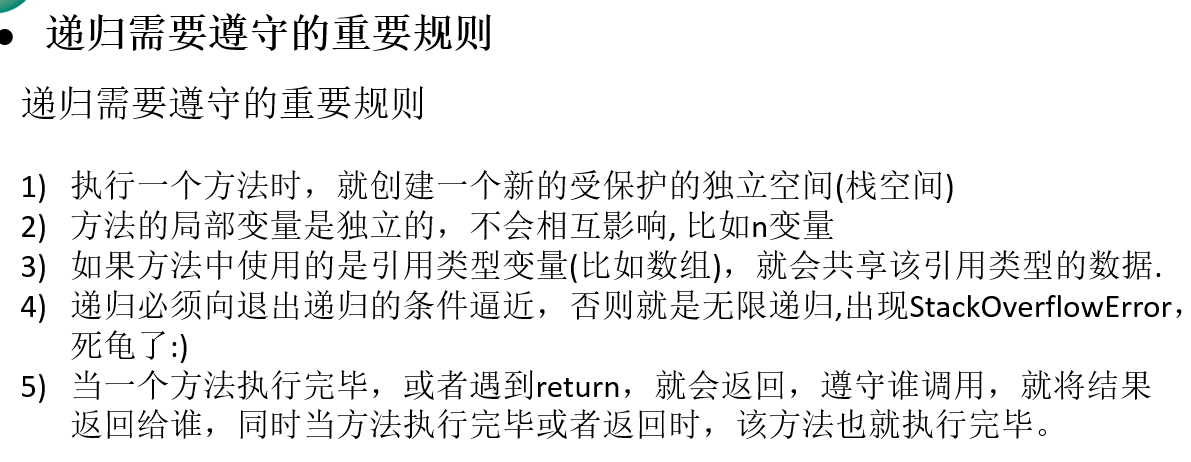 • 递归需要遵守的重要规则
递归需要遵守的重要规则
1) 执行一个方法时，就创建一个新的受保护的独立空间(栈空间)
2) 方法的局部变量是独立的，不会相互影响, 比如n变量
3) 如果方法中使用的是引用类型变量(比如数组)，就会共享该引用类型的数据.
4) 递归必须向退出递归的条件逼近，否则就是无限递归,出现StackOverflowError，
死龟了:)
5) 当一个方法执行完毕，或者遇到return，就会返回，遵守谁调用，就将结果
返回给谁，同时当方法执行完毕或者返回时，该方法也就执行完毕。